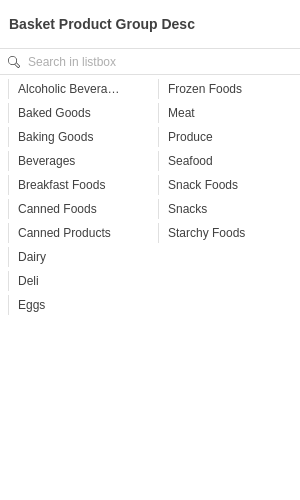 Basket Product Group Desc
Search in listbox
Alcoholic Bevera…
Baked Goods
Baking Goods
Beverages
Breakfast Foods
Canned Foods
Canned Products
Dairy
Deli
Eggs
Frozen Foods
Meat
Produce
Seafood
Snack Foods
Snacks
Starchy Foods